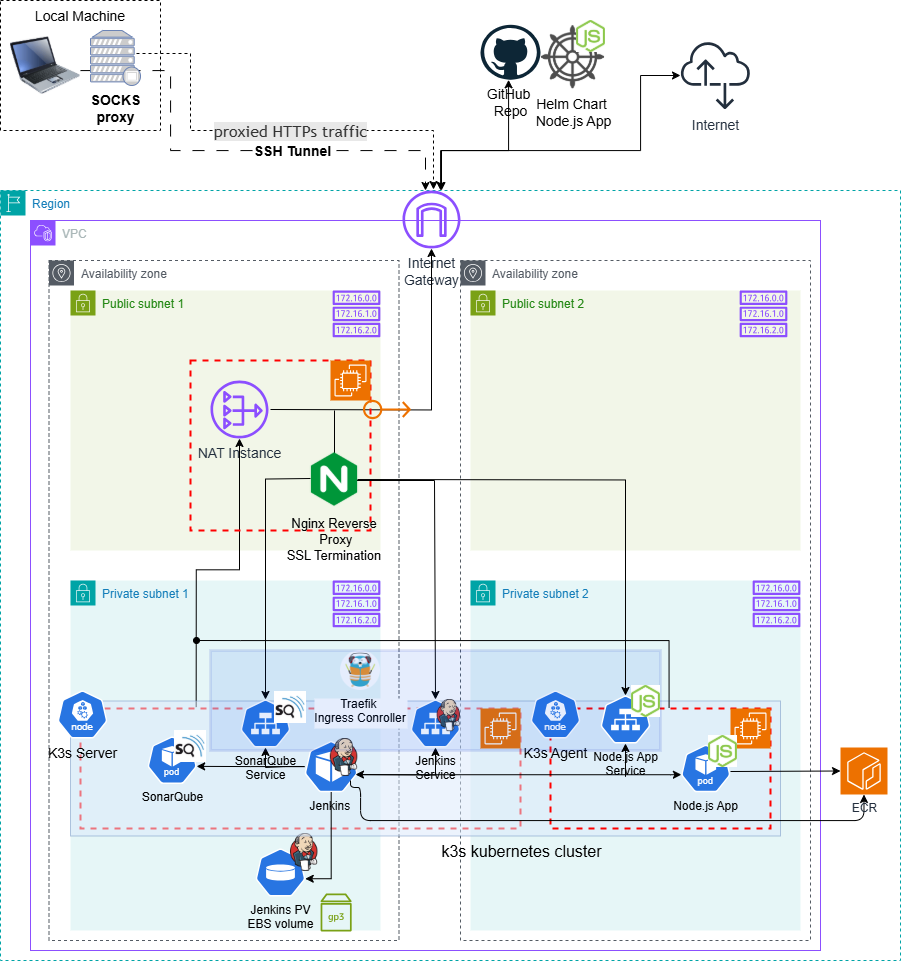 Local Machine
SOCKS
proxy
proxied HTTPs traffic
SSH Tunnel
GitHub
Repo
JS
Helm Chart
Node.js App
Internet
Region
VPC
Internet
Gateway
Availability zone
Public subnet 1
172.16.0.0
172.16.1.0
172.16.2.0
Availability zone
Public subnet 2
172.16.0.0
172.16.1.0
172.16.2.0
NAT Instance
N
Nginx Reverse
Proxy
SSL Termination
Private subnet 1
172.16.0.0
172.16.1.0
172.16.2.0
Private subnet 2
172.16.0.0
172.16.1.0
172.16.2.0
Traefik
Ingress Conroller
node
K3s Server
SQ
SonarQube
Service
SQ
pod
SonarQube
Jenkins
Jenkins
Service
node
K3s Agent
JS
Node.js App
Service
JS
pod
Node.js App
ECR
k3s kubernetes cluster
Jenkins PV
EBS volume
gp3